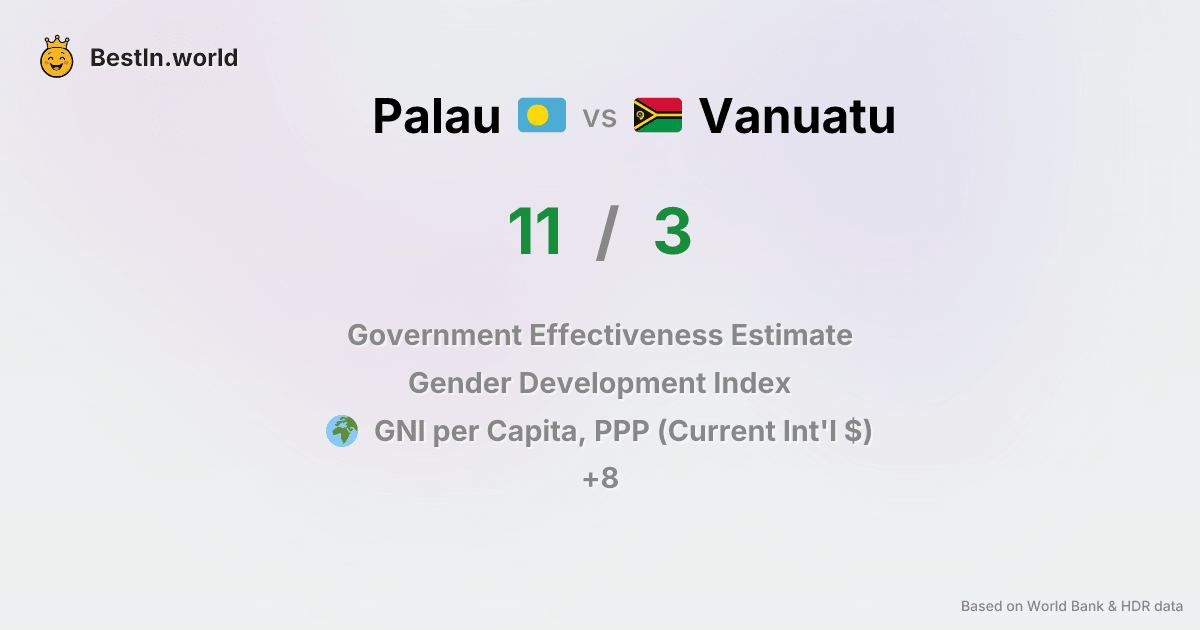 BestIn.world
Palau vs Vanuatu
11 / 3
Government Effectiveness Estimate
Gender Development Index
GNI per Capita, PPP (Current Int'l $)
+8
Based on World Bank & HDR data